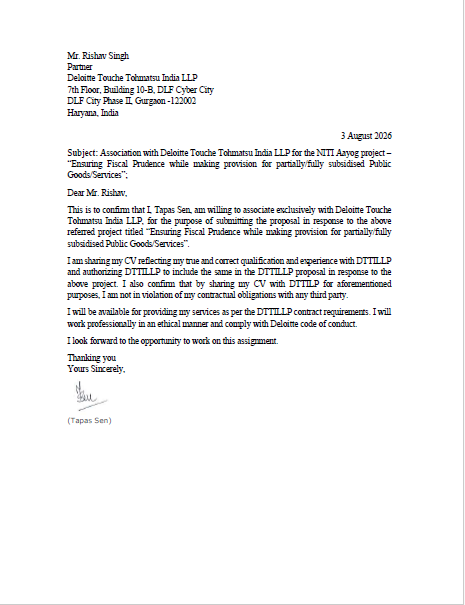 Mr. Rishav Singh
Partner
Deloitte Touche Tohmatsu India LLP
7th Floor, Building 10-B, DLF Cyber City
DLF City Phase II, Gurgaon -122002
Haryana, India
3 August 2026
Subject: Association with Deloitte Touche Tohmatsu India LLP for the NITI Aayog project –
“Ensuring Fiscal Prudence while making provision for partially/fully subsidised Public
Goods/Services”;
Dear Mr. Rishav,
This is to confirm that I, Tapas Sen, am willing to associate exclusively with Deloitte Touche
Tohmatsu India LLP, for the purpose of submitting the proposal in response to the above
referred project titled “Ensuring Fiscal Prudence while making provision for partially/fully
subsidised Public Goods/Services”.
I am sharing my CV reflecting my true and correct qualification and experience with DTTILLP
and authorizing DTTILLP to include the same in the DTTILLP proposal in response to the
above project. I also confirm that by sharing my CV with DTTILP for aforementioned
purposes, I am not in violation of my contractual obligations with any third party.
I will be available for providing my services as per the DTTILLP contract requirements. I will
work professionally in an ethical manner and comply with Deloitte code of conduct.
I look forward to the opportunity to work on this assignment.
Thanking you
Yours Sincerely,
(Tapas Sen)